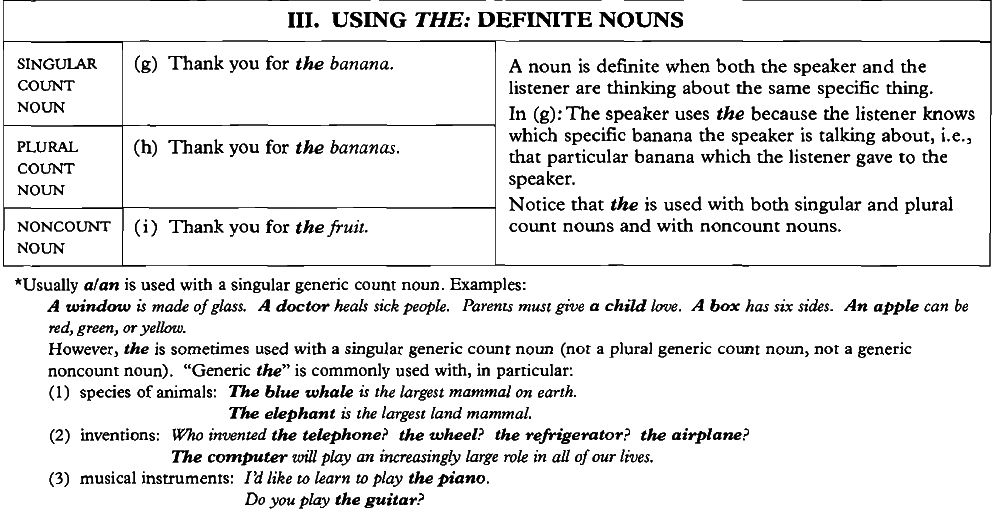 III. USING THE: DEFINITE NOUNS
SINGULAR
COUNT
NOUN
(g) Thank you for the banana.
PLURAL
COUNT
NOUN
(h) Thank you for the bananas.
NONCOUNT
NOUN
(i) Thank you for the fruit.
A noun is definite when both the speaker and the
listener are thinking about the same specific thing.
In (g): The speaker uses the because the listener knows
which specific banana the speaker is talking about, i.e.,
that particular banana which the listener gave to the
speaker.
Notice that the is used with both singular and plural
count nouns and with noncount nouns.
*Usually a/an is used with a singular generic count noun. Examples:
A window is made of glass. A doctor heals sick people. Parents must give a child love. A box has six sides. An apple can be
red, green, or yellow.
However, the is sometimes used with a singular generic count noun (not a plural generic count noun, not a generic
noncount noun). “Generic the” is commonly used with, in particular:
(1) species of animals: The blue whale is the largest mammal on earth.
The elephant is the largest land mammal.
(2) inventions: Who invented the telephone? the wheel? the refrigerator? the airplane?
The computer will play an increasingly large role in all of our lives.
(3) musical instruments: I'd like to learn to play the piano.
Do you play the guitar?